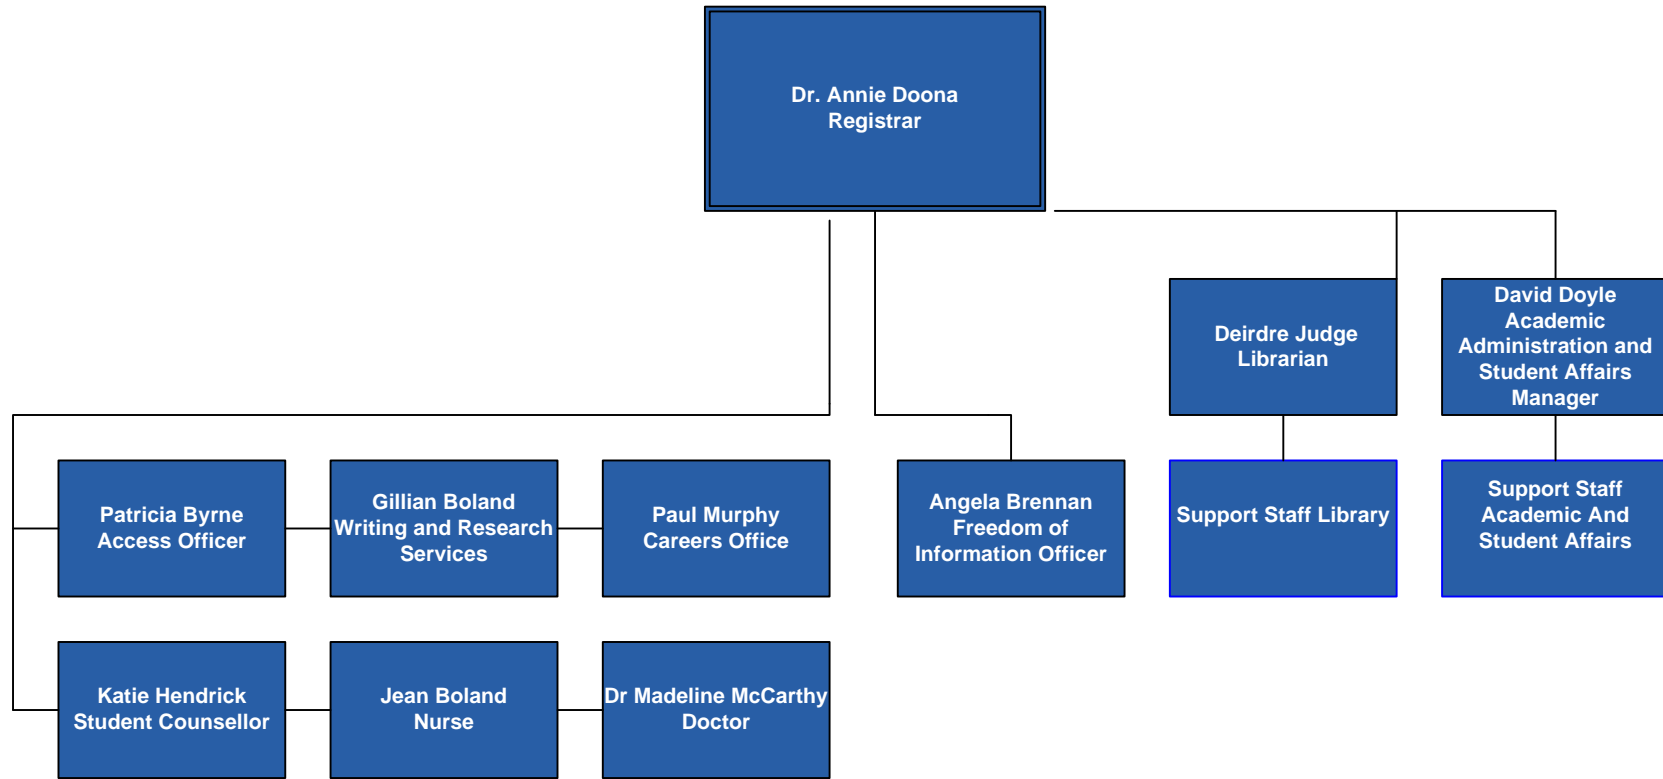 Dr. Annie Doona
Registrar
Deirdre Judge
Librarian
David Doyle
Academic
Administration and
Student Affairs
Manager
Patricia Byrne
Access Officer
Gillian Boland
Writing and Research
Services
Paul Murphy
Careers Office
Angela Brennan
Freedom of
Information Officer
Support Staff Library
Support Staff
Academic And
Student Affairs
Katie Hendrick
Student Counsellor
Jean Boland
Nurse
Dr Madeline McCarthy
Doctor